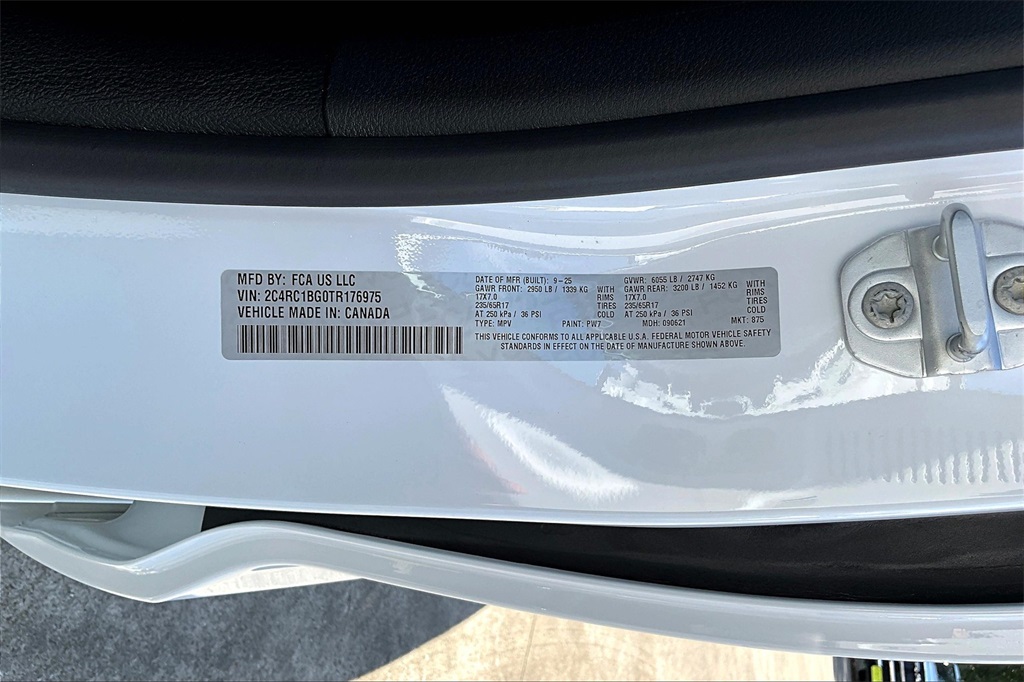 MFD BY: FCA US LLC
VIN: 2C4RC1BG0TR176975
VEHICLE MADE IN: CANADA
DATE OF MFR (BUILT): 9-25 GVWR: 6055 LB / 2747 KG
GAWR FRONT: 2950 LB / 1339 KG WITH GAWR REAR: 3200 LB / 1452 KG WITH
17X7.0 RIMS 17X7.0 RIMS
235/65R17 TIRES 235/65R17 TIRES
AT 250 kPa / 36 PSI COLD AT 250 kPa / 36 PSI COLD
TYPE: MPV PAINT: PW7 MDH: 090621 MKT: 875
THIS VEHICLE CONFORMS TO ALL APPLICABLE U.S.A. FEDERAL MOTOR VEHICLE SAFETY
STANDARDS IN EFFECT ON THE DATE OF MANUFACTURE SHOWN ABOVE.